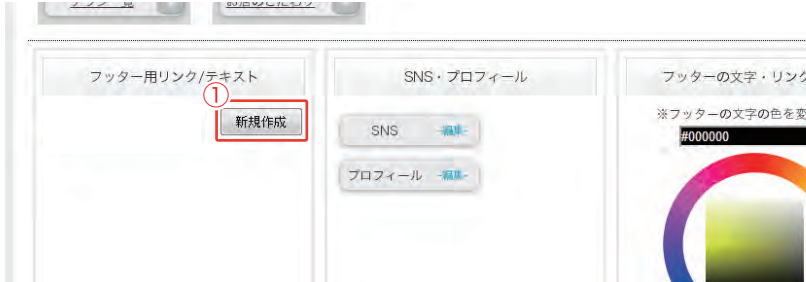 フッター用リンク/テキスト
①
新規作成
SNS・プロフィール
SNS -編集-
プロフィール -編集-
フッターの文字・リンク
※フッターの文字の色を変
#000000